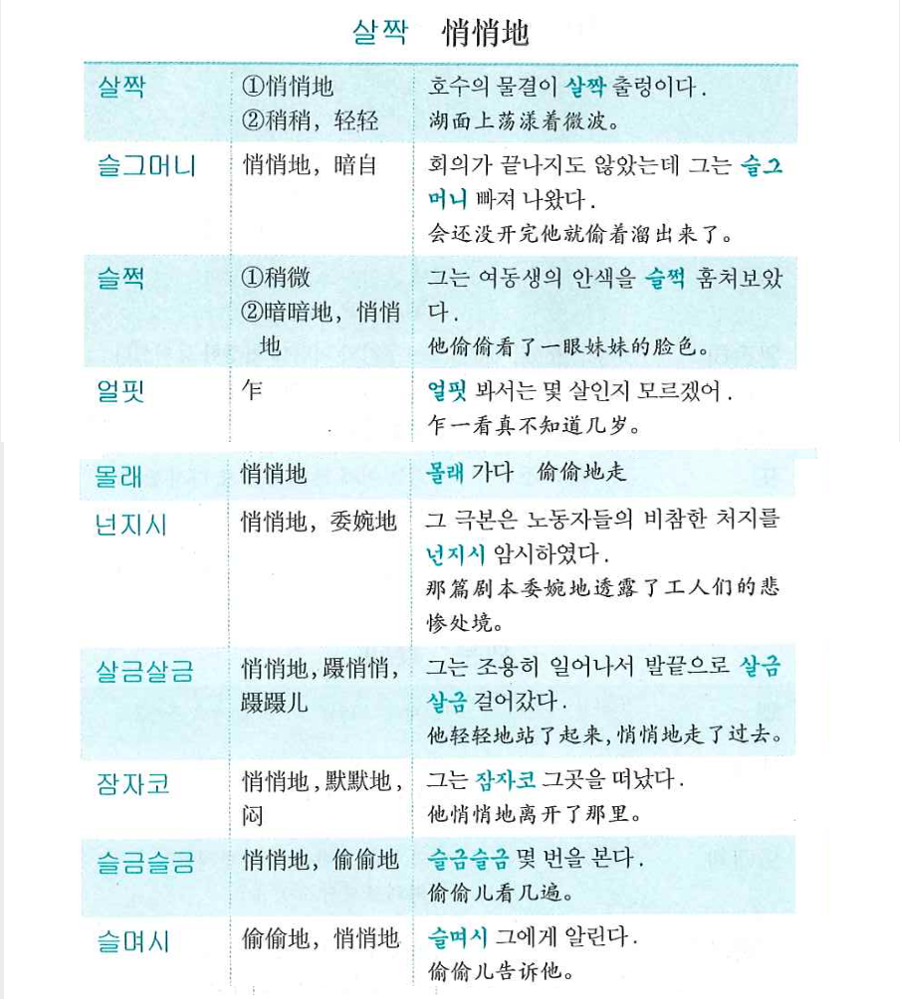 살짝 悄悄地
살짝 ①悄悄地 호수의 물결이 살짝 출렁이다.
②稍稍，轻轻 湖面上荡漾着微波。
슬그머니 悄悄地，暗自 회의가 끝나지도 않았는데 그는 슬그
머니 빠져 나왔다.
会还没开完他就偷着溜出来了。
슬쩍 ①稍微 그는 여동생의 안색을 슬쩍 훔쳐보았
②暗暗地，悄悄 다.
地 他偷偷看了一眼妹妹的脸色。
얼핏 乍 얼핏 봐서는 몇 살인지 모르겠어.
乍一看真不知道几岁。
몰래 悄悄地 몰래 가다 偷偷地走
넌지시 悄悄地，委婉地 그 극본은 노동자들의 비참한 처지를
넌지시 암시하였다.
那篇剧本委婉地透露了工人们的悲
惨处境。
살금살금 悄悄地,蹑悄悄, 그는 조용히 일어나서 발끝으로 살금
蹑蹑儿 살금 걸어갔다.
他轻轻地站了起来,悄悄地走了过去。
잠자코 悄悄地,默默地, 그는 잠자코 그곳을 떠났다.
闷 他悄悄地离开了那里。
슬금슬금 悄悄地，偷偷地 슬금슬금 몇 번을 본다.
偷偷儿看几遍。
슬며시 偷偷地，悄悄地 슬며시 그에게 알린다.
偷偷儿告诉他。